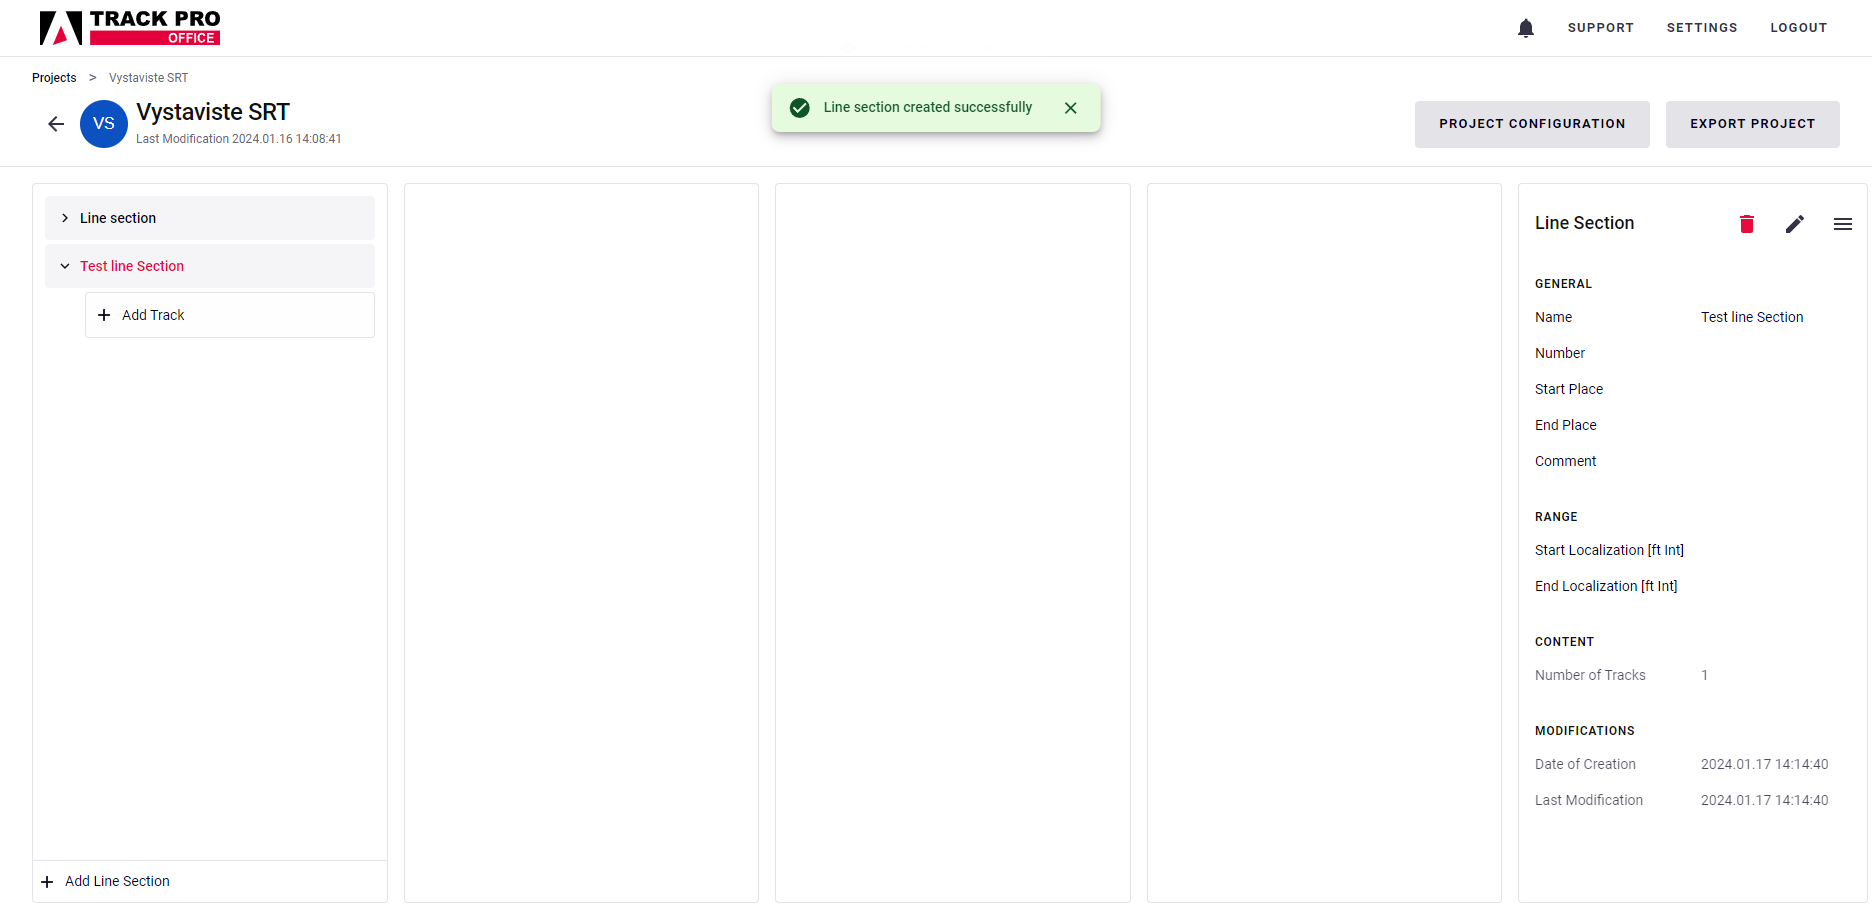 TRACK PRO
OFFICE
SUPPORT
SETTINGS
LOGOUT
Projects > Vystaviste SRT
VS
Vystaviste SRT
Last Modification 2024.01.16 14:08:41
Line section created successfully
PROJECT CONFIGURATION
EXPORT PROJECT
Line section
Test line Section
Add Track
Add Line Section
Line Section
GENERAL
Name Test line Section
Number
Start Place
End Place
Comment
RANGE
Start Localization [ft Int]
End Localization [ft Int]
CONTENT
Number of Tracks 1
MODIFICATIONS
Date of Creation 2024.01.17 14:14:40
Last Modification 2024.01.17 14:14:40